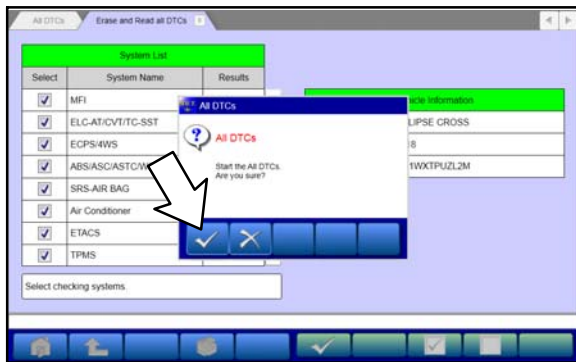 All DTCs
Erase and Read all DTCs
System List
Select System Name Results
MFI
ELC-AT/CVT/TC-SST
ECPS/4WS
ABS/ASC/ASTC/W
SRS-AIR BAG
Air Conditioner
ETACS
TPMS
Select checking systems.
All DTCs
All DTCs
Start the All DTCs.
Are you sure?
icle Information
LIPSE CROSS
8
1WXTPUZL2M